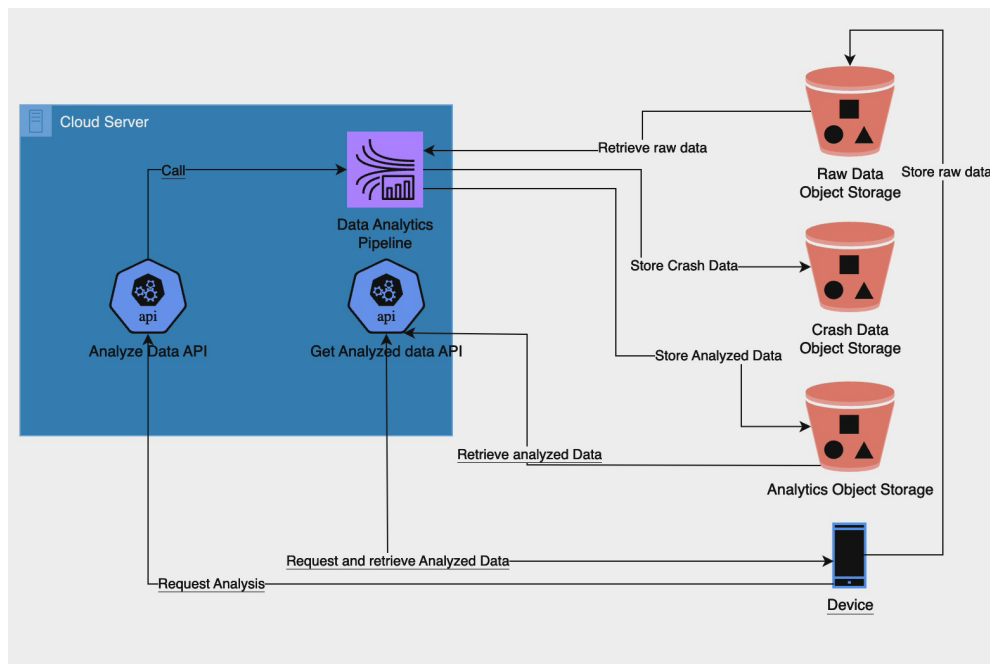 Cloud Server
Call
Data Analytics
Pipeline
api
Analyze Data API
api
Get Analyzed data API
Retrieve raw data
Raw Data
Object Storage
Store raw data
Store Crash Data
Crash Data
Object Storage
Store Analyzed Data
Retrieve analyzed Data
Analytics Object Storage
Request and retrieve Analyzed Data
Request Analysis
Device